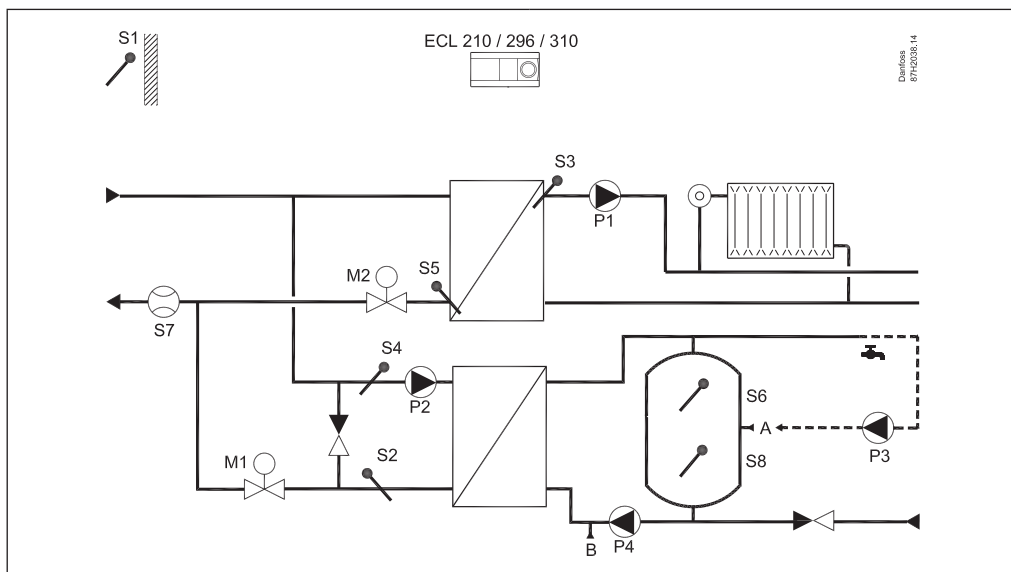 S1
ECL 210 / 296 / 310
Danfoss
87H2038.14
S3
P1
M2
S5
S7
S4
P2
S6
A
P3
S8
M1
S2
B
P4